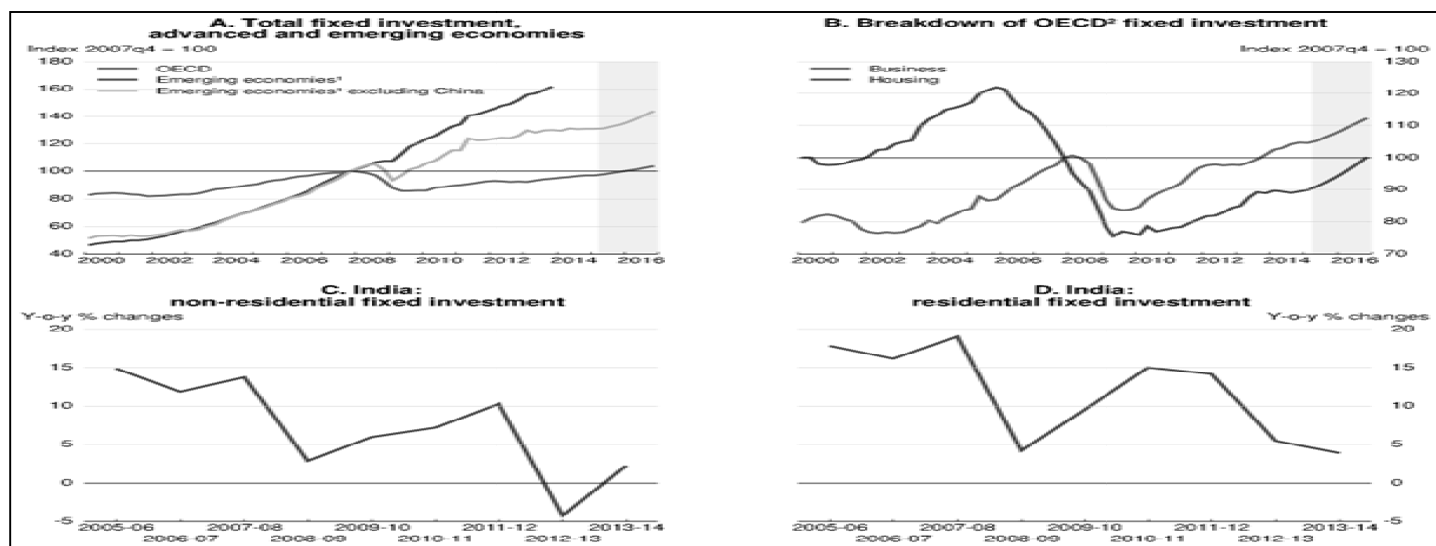 A. Total fixed investment,
advanced and emerging economies
Index 2007q4 = 100
180
160
140
120
100
80
60
40
OECD
Emerging economies¹
Emerging economies¹ excluding China
2000 2002 2004 2006 2008 2010 2012 2014 2016
B. Breakdown of OECD² fixed investment
Index 2007q4 = 100
130
120
110
100
90
80
70
Business
Housing
2000 2002 2004 2006 2008 2010 2012 2014 2016
C. India:
non-residential fixed investment
Y-o-y % changes
20
15
10
5
0
-5
2005-06 2007-08 2009-10 2011-12 2013-14
2006-07 2008-09 2010-11 2012-13
D. India:
residential fixed investment
Y-o-y % changes
20
15
10
5
0
-5
2005-06 2007-08 2009-10 2011-12 2013-14
2006-07 2008-09 2010-11 2012-13